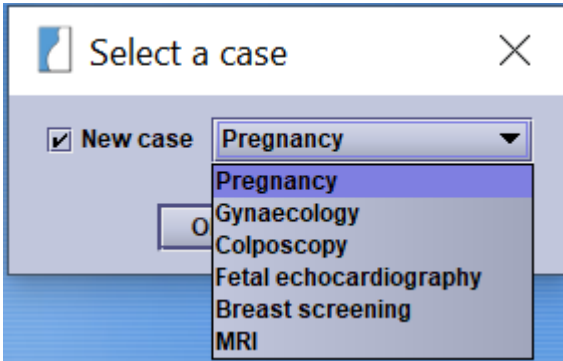 Select a case
New case Pregnancy
Pregnancy
Gynaecology
Colposcopy
Fetal echocardiography
Breast screening
MRI